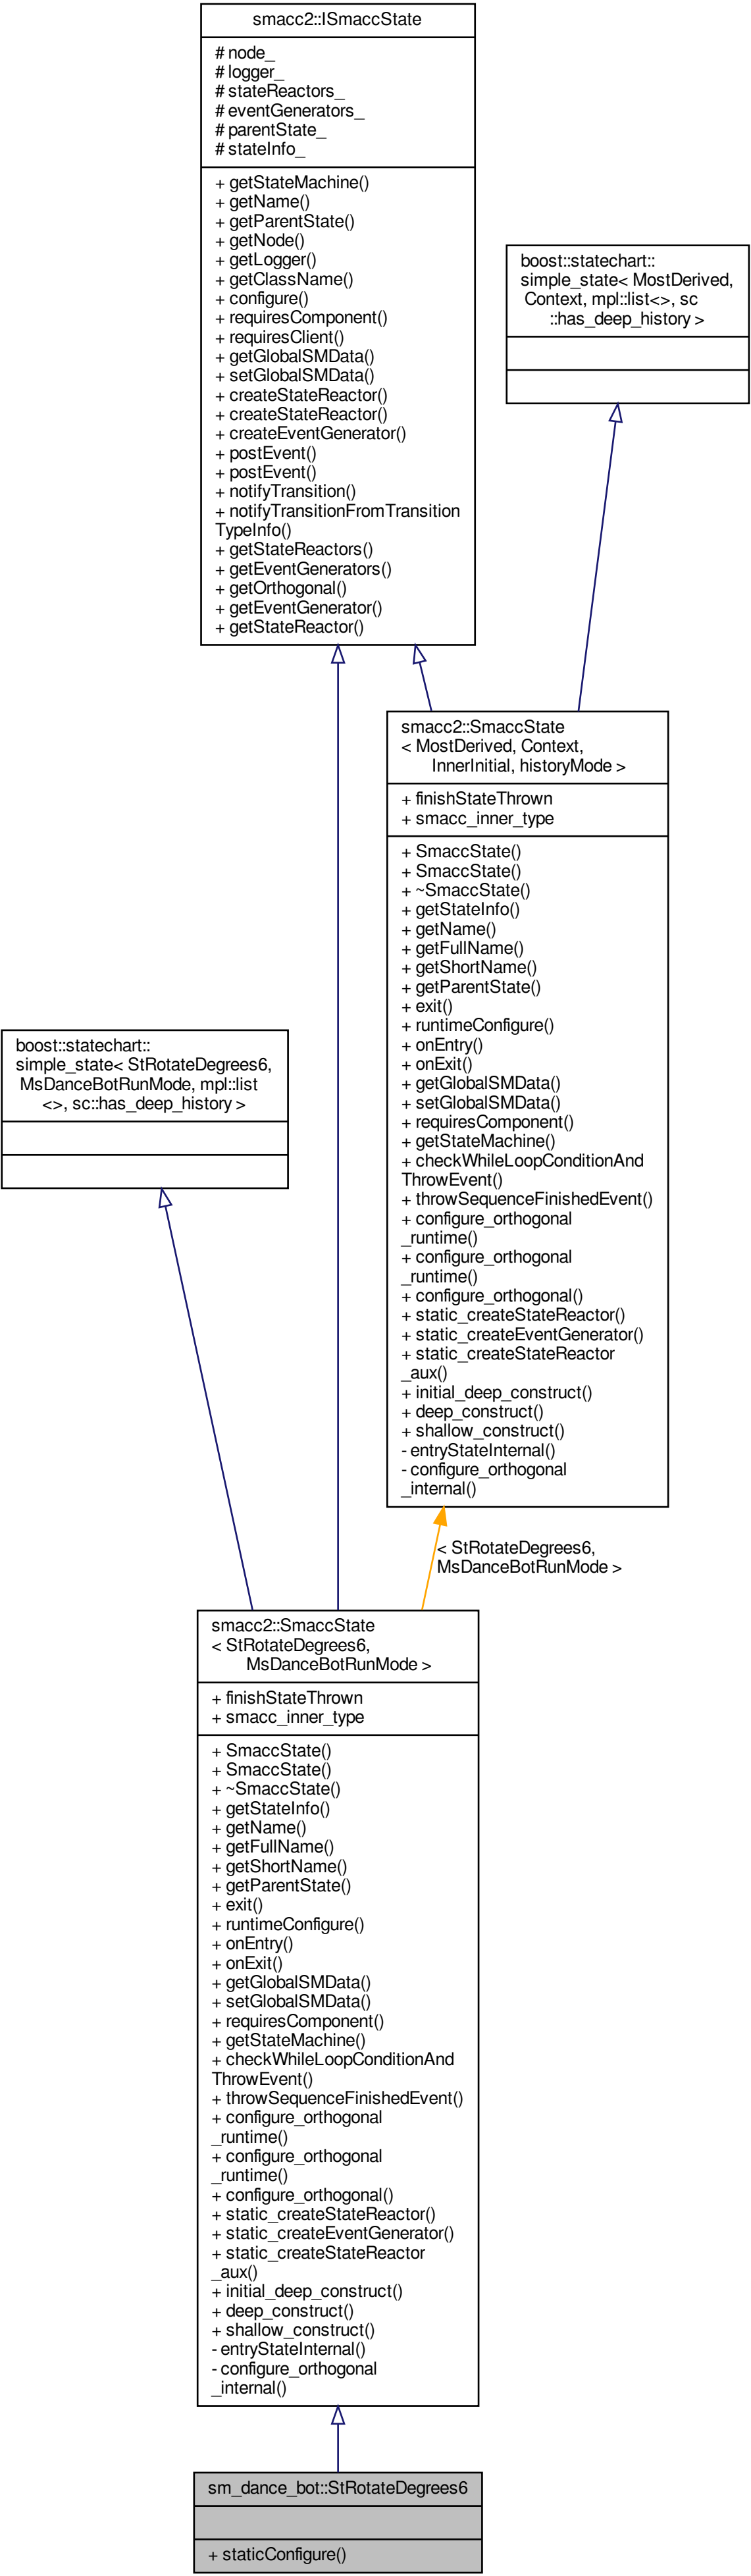 smacc2::ISmaccState
# node_
# logger_
# stateReactors_
# eventGenerators_
# parentState_
# stateInfo_
+ getStateMachine()
+ getName()
+ getParentState()
+ getNode()
+ getLogger()
+ getClassName()
+ configure()
+ requiresComponent()
+ requiresClient()
+ getGlobalSMData()
+ setGlobalSMData()
+ createStateReactor()
+ createStateReactor()
+ createEventGenerator()
+ postEvent()
+ postEvent()
+ notifyTransition()
+ notifyTransitionFromTransition
TypeInfo()
+ getStateReactors()
+ getEventGenerators()
+ getOrthogonal()
+ getEventGenerator()
+ getStateReactor()
boost::statechart::
simple_state< MostDerived,
Context, mpl::list<>, sc
::has_deep_history >
smacc2::SmaccState
< MostDerived, Context,
InnerInitial, historyMode >
+ finishStateThrown
+ smacc_inner_type
+ SmaccState()
+ SmaccState()
+ ~SmaccState()
+ getStateInfo()
+ getName()
+ getFullName()
+ getShortName()
+ getParentState()
+ exit()
+ runtimeConfigure()
+ onEntry()
+ onExit()
+ getGlobalSMData()
+ setGlobalSMData()
+ requiresComponent()
+ getStateMachine()
+ checkWhileLoopConditionAnd
ThrowEvent()
+ throwSequenceFinishedEvent()
+ configure_orthogonal
_runtime()
+ configure_orthogonal
_runtime()
+ configure_orthogonal()
+ static_createStateReactor()
+ static_createEventGenerator()
+ static_createStateReactor
_aux()
+ initial_deep_construct()
+ deep_construct()
+ shallow_construct()
- entryStateInternal()
- configure_orthogonal
_internal()
boost::statechart::
simple_state< StRotateDegrees6,
MsDanceBotRunMode, mpl::list
<>, sc::has_deep_history >
< StRotateDegrees6,
MsDanceBotRunMode >
smacc2::SmaccState
< StRotateDegrees6,
MsDanceBotRunMode >
+ finishStateThrown
+ smacc_inner_type
+ SmaccState()
+ SmaccState()
+ ~SmaccState()
+ getStateInfo()
+ getName()
+ getFullName()
+ getShortName()
+ getParentState()
+ exit()
+ runtimeConfigure()
+ onEntry()
+ onExit()
+ getGlobalSMData()
+ setGlobalSMData()
+ requiresComponent()
+ getStateMachine()
+ checkWhileLoopConditionAnd
ThrowEvent()
+ throwSequenceFinishedEvent()
+ configure_orthogonal
_runtime()
+ configure_orthogonal
_runtime()
+ configure_orthogonal()
+ static_createStateReactor()
+ static_createEventGenerator()
+ static_createStateReactor
_aux()
+ initial_deep_construct()
+ deep_construct()
+ shallow_construct()
- entryStateInternal()
- configure_orthogonal
_internal()
sm_dance_bot::StRotateDegrees6
+ staticConfigure()